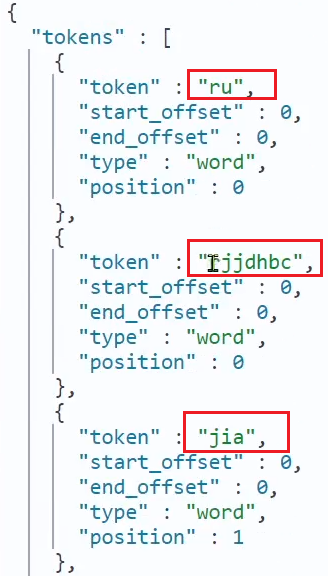 {
"tokens" : [
{
"token" : "ru",
"start_offset" : 0,
"end_offset" : 0,
"type" : "word",
"position" : 0
},
{
"token" : "rjjdhbc",
"start_offset" : 0,
"end_offset" : 0,
"type" : "word",
"position" : 0
},
{
"token" : "jia",
"start_offset" : 0,
"end_offset" : 0,
"type" : "word",
"position" : 1
},